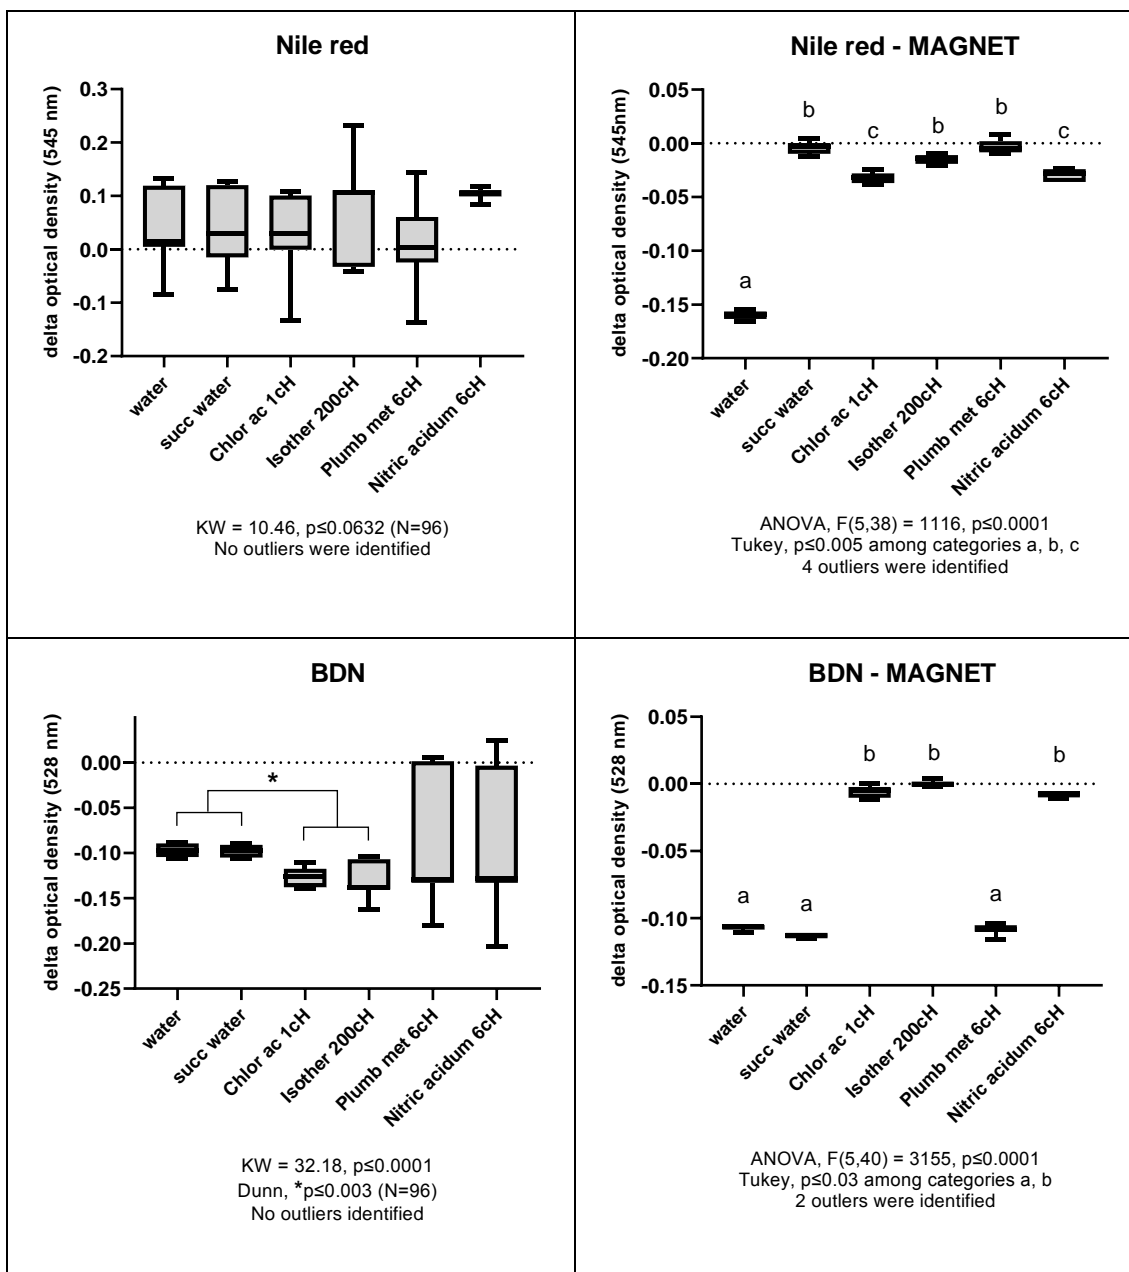 Nile red
delta optical density (545 nm)
0.3
0.2
0.1
0.0
-0.1
-0.2
water
succ water
Chlor ac 1cH
Isother 200cH
Plumb met 6cH
Nitric acidum 6cH
KW = 10.46, p≤0.0632 (N=96)
No outliers were identified
Nile red - MAGNET
delta optical density (545nm)
0.05
0.00
-0.05
-0.10
-0.15
-0.20
a
b
c
b
b
c
water
succ water
Chlor ac 1cH
Isother 200cH
Plumb met 6cH
Nitric acidum 6cH
ANOVA, F(5,38) = 1116, p≤0.0001
Tukey, p≤0.005 among categories a, b, c
4 outliers were identified
BDN
delta optical density (528 nm)
0.00
-0.05
-0.10
-0.15
-0.20
-0.25
*
water
succ water
Chlor ac 1cH
Isother 200cH
Plumb met 6cH
Nitric acidum 6cH
KW = 32.18, p≤0.0001
Dunn, *p≤0.003 (N=96)
No outliers identified
BDN - MAGNET
delta optical density (528 nm)
0.05
0.00
-0.05
-0.10
-0.15
a
a
b
b
a
b
water
succ water
Chlor ac 1cH
Isother 200cH
Plumb met 6cH
Nitric acidum 6cH
ANOVA, F(5,40) = 3155, p≤0.0001
Tukey, p≤0.03 among categories a, b
2 outlers were identified